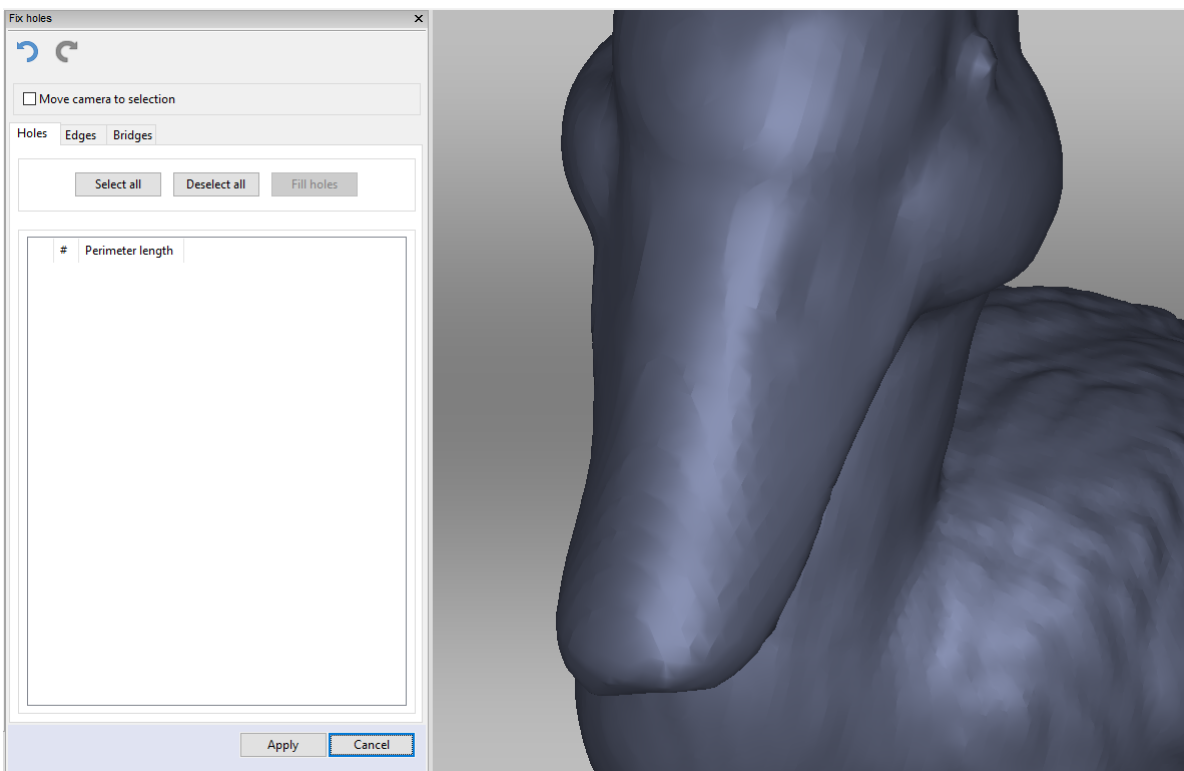 Fix holes
Move camera to selection
Holes Edges Bridges
Select all Deselect all Fill holes
# Perimeter length
Apply Cancel